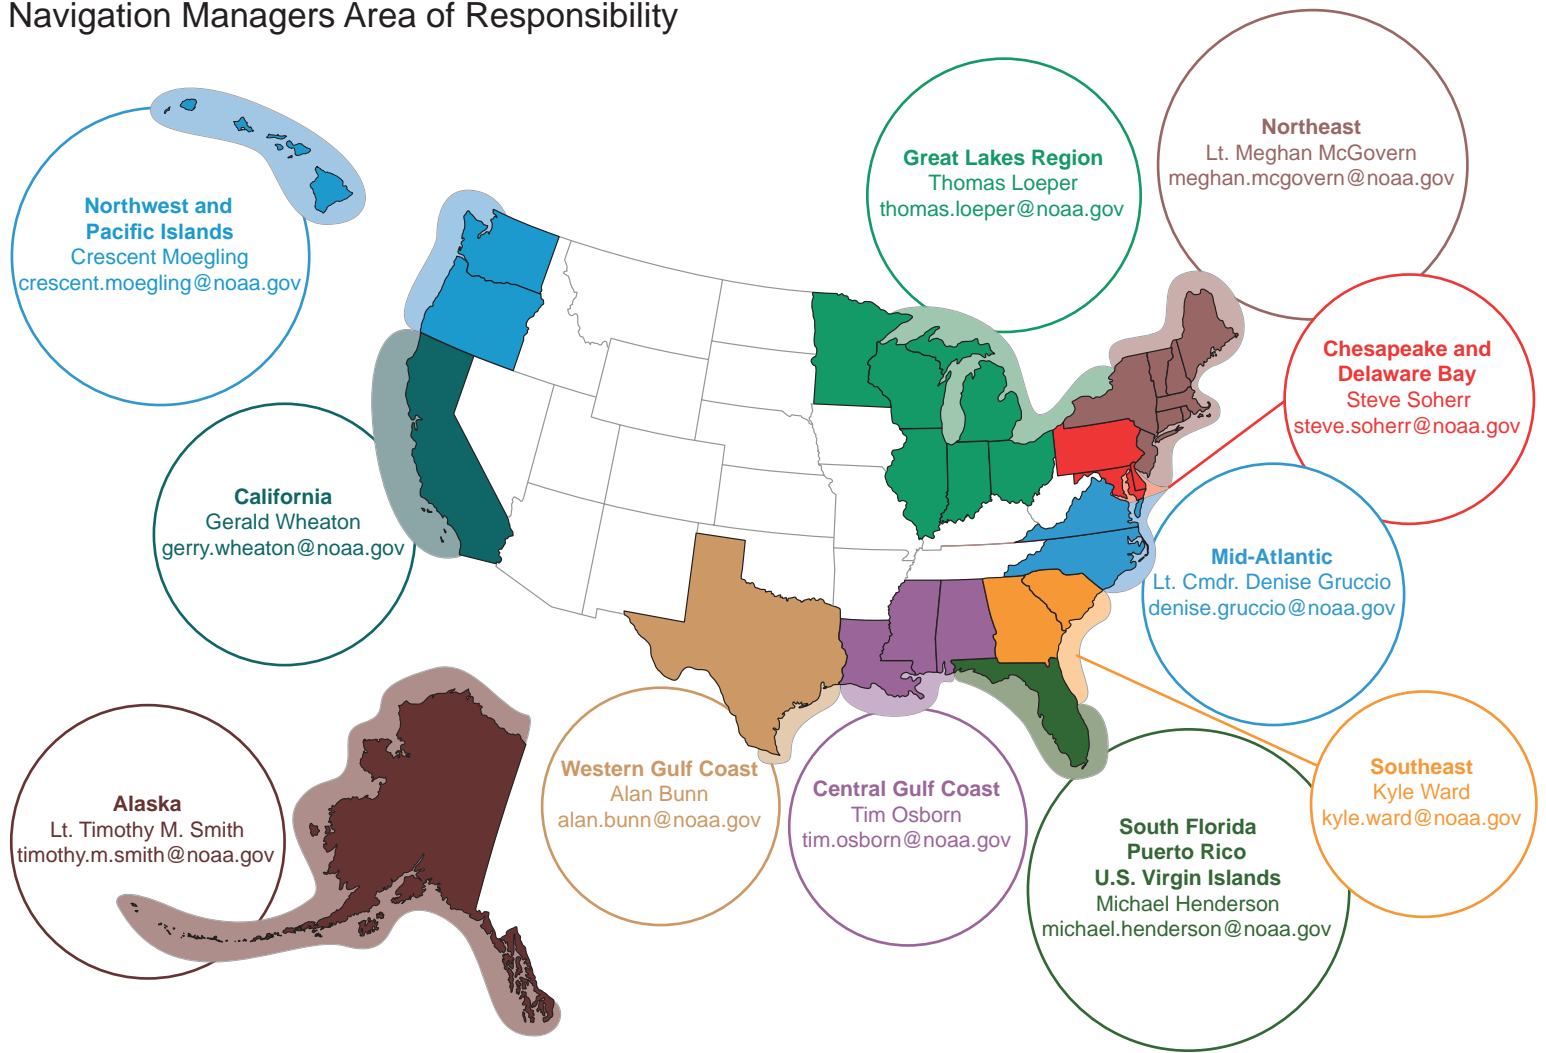 Navigation Managers Area of Responsibility
Northwest and
Pacific Islands
Crescent Moegling
crescent.moegling@noaa.gov
Great Lakes Region
Thomas Loeper
thomas.loeper@noaa.gov
Northeast
Lt. Meghan McGovern
meghan.mcgovern@noaa.gov
Chesapeake and
Delaware Bay
Steve Soherr
steve.soherr@noaa.gov
California
Gerald Wheaton
gerry.wheaton@noaa.gov
Mid-Atlantic
Lt. Cmdr. Denise Gruccio
denise.gruccio@noaa.gov
Alaska
Lt. Timothy M. Smith
timothy.m.smith@noaa.gov
Western Gulf Coast
Alan Bunn
alan.bunn@noaa.gov
Central Gulf Coast
Tim Osborn
tim.osborn@noaa.gov
South Florida
Puerto Rico
U.S. Virgin Islands
Michael Henderson
michael.henderson@noaa.gov
Southeast
Kyle Ward
kyle.ward@noaa.gov